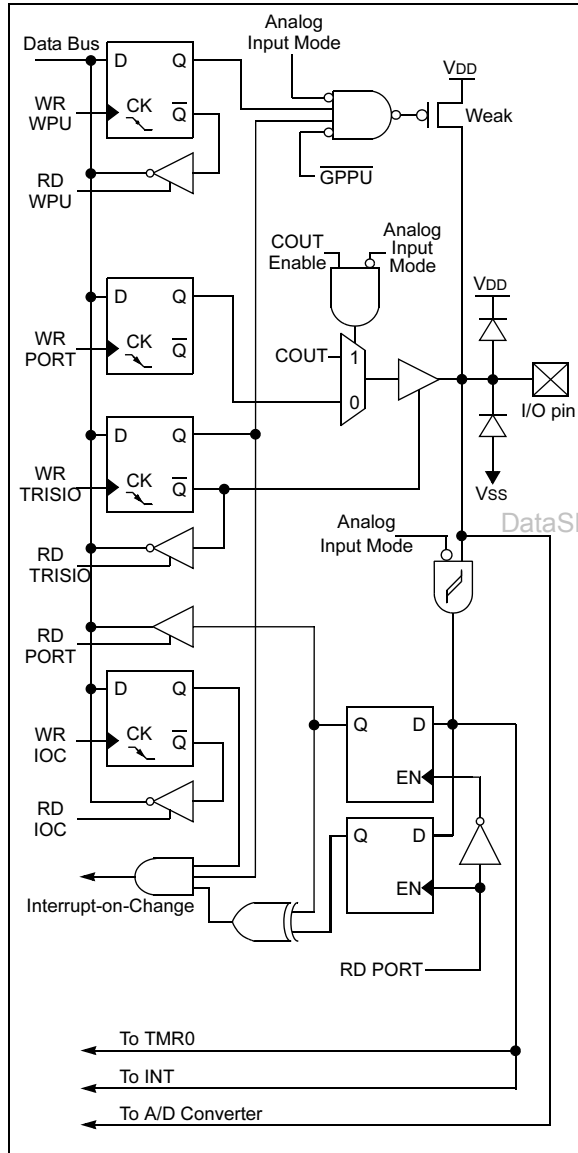 Analog
Input Mode
Data Bus
D Q
VDD
WR
WPU
CK
Q
Weak
RD
WPU
GPPU
COUT
Enable
Analog
Input
Mode
D Q
VDD
WR
PORT
CK
Q
COUT
1
0
I/O pin
D Q
WR
TRISIO
CK
Q
VSS
Analog
Input Mode
RD
TRISIO
RD
PORT
D Q
WR
IOC
CK
Q
Q D
EN
RD
IOC
Q D
EN
Interrupt-on-Change
RD PORT
To TMR0
To INT
To A/D Converter